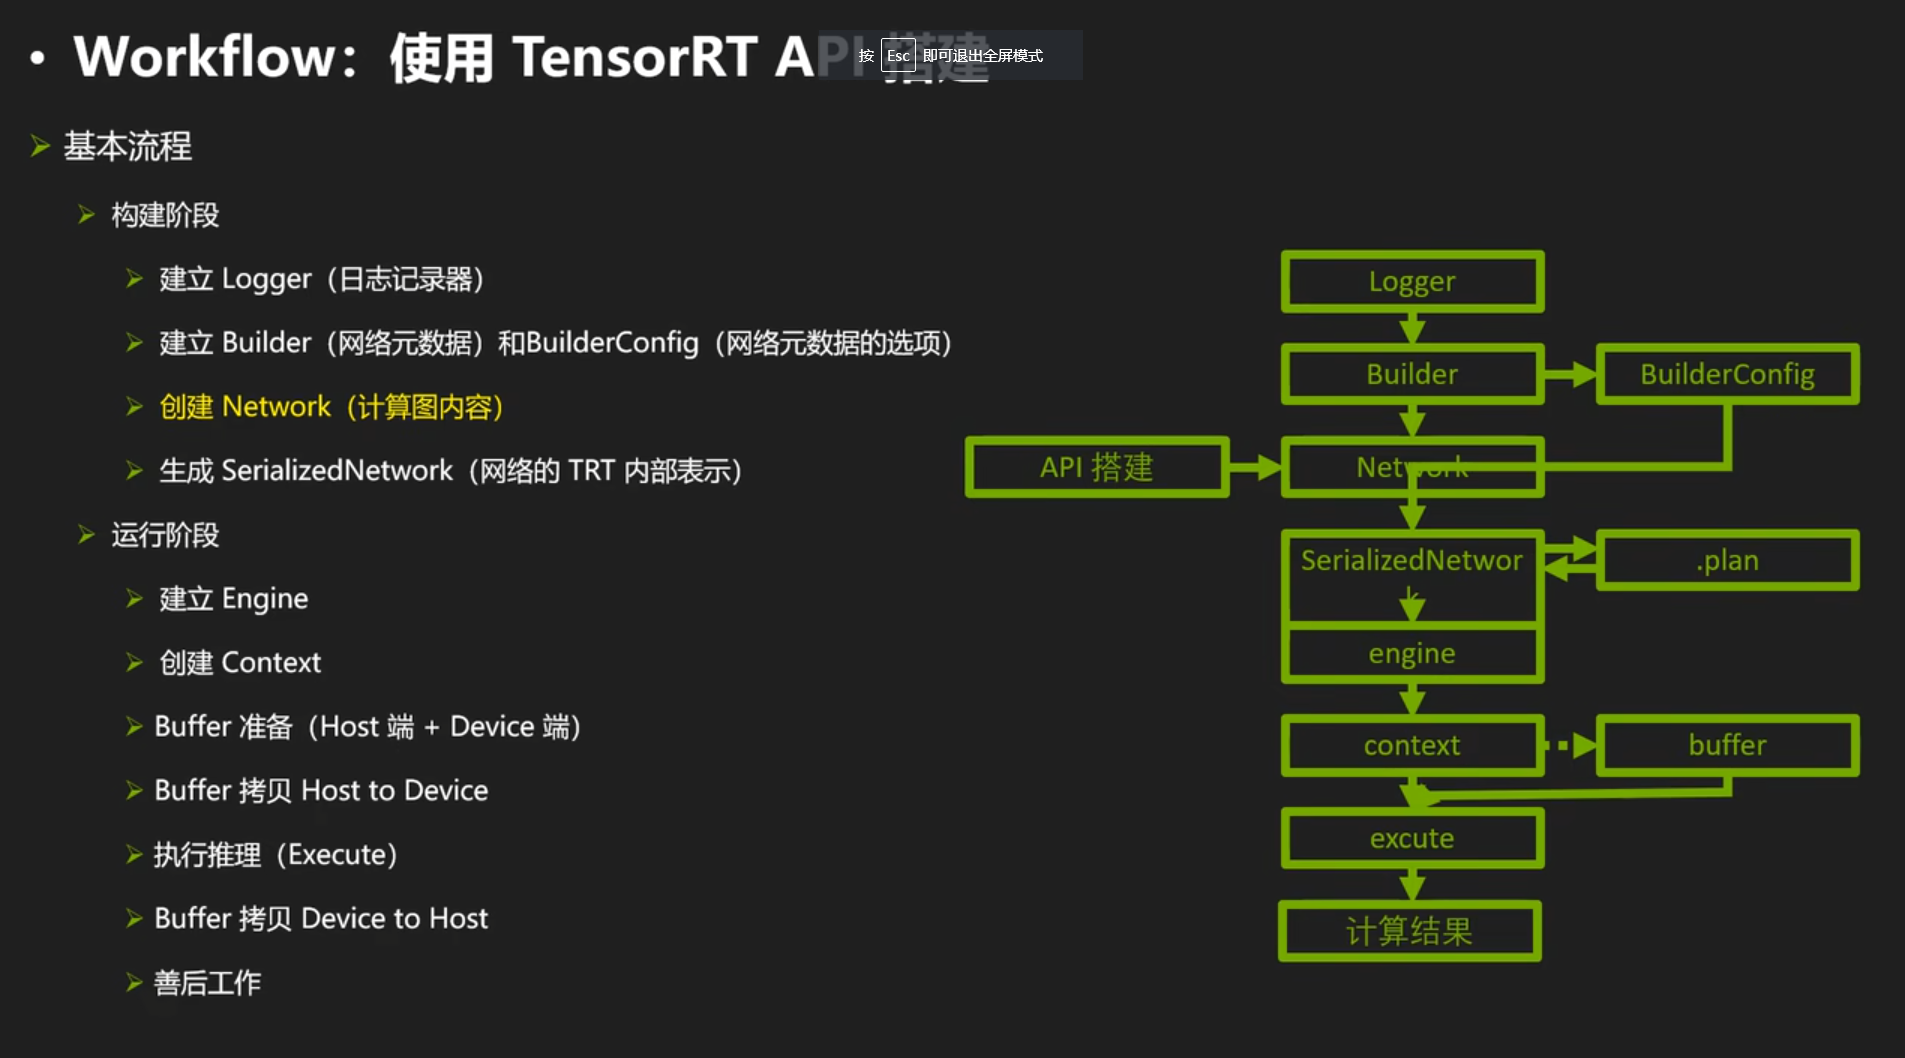 • Workflow：使用 TensorRT API 搭建
按 Esc 即可退出全屏模式
➢ 基本流程
➢ 构建阶段
➢ 建立 Logger（日志记录器）
➢ 建立 Builder（网络元数据）和BuilderConfig（网络元数据的选项）
➢ 创建 Network（计算图内容）
➢ 生成 SerializedNetwork（网络的 TRT 内部表示）
➢ 运行阶段
➢ 建立 Engine
➢ 创建 Context
➢ Buffer 准备（Host 端 + Device 端）
➢ Buffer 拷贝 Host to Device
➢ 执行推理（Execute）
➢ Buffer 拷贝 Device to Host
➢ 善后工作
Logger
Builder
BuilderConfig
API 搭建
Network
SerializedNetwor
k
.plan
engine
context
buffer
excute
计算结果